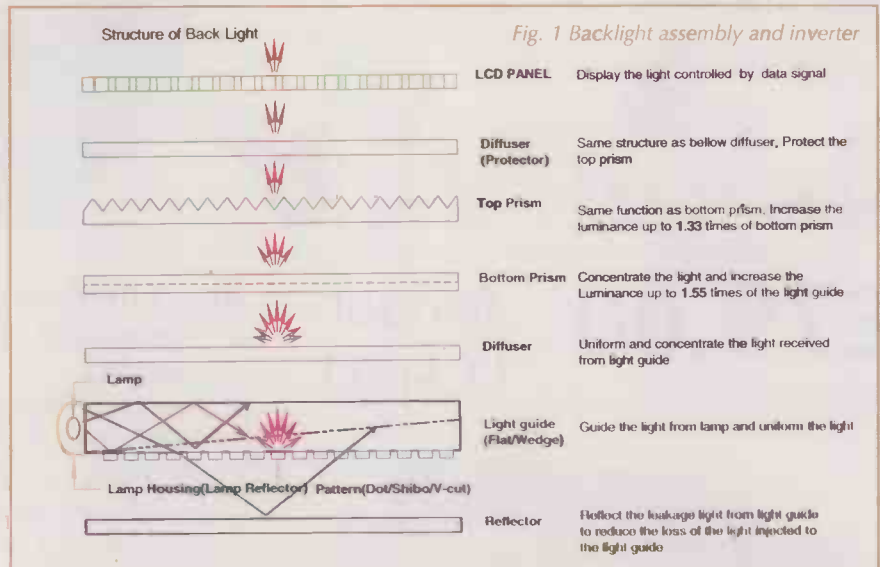 Structure of Back Light
Fig. 1 Backlight assembly and inverter
LCD PANEL
Display the light controlled by data signal
Diffuser
(Protector)
Same structure as bellow diffuser, Protect the
top prism
Top Prism
Same function as bottom prism, Increase the
luminance up to 1.33 times of bottom prism
Bottom Prism
Concentrate the light and increase the
Luminance up to 1.55 times of the light guide
Diffuser
Uniform and concentrate the light received
from light guide
Lamp
Light guide
(Flat/Wedge)
Guide the light from lamp and uniform the light
Lamp Housing(Lamp Reflector) Pattern(Dot/Shibo/V-cut)
Reflector
Reflect the leakage light from light guide
to reduce the loss of the light injected to
the light guide